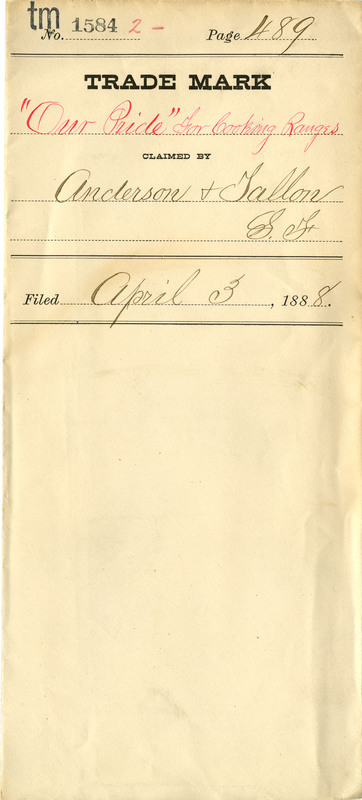 tm
No. 1584 2 - Page 489
TRADE MARK
"Our Pride" for Cooking Ranges
CLAIMED BY
Anderson & Fallon
S. F.
Filed April 3, 1888.